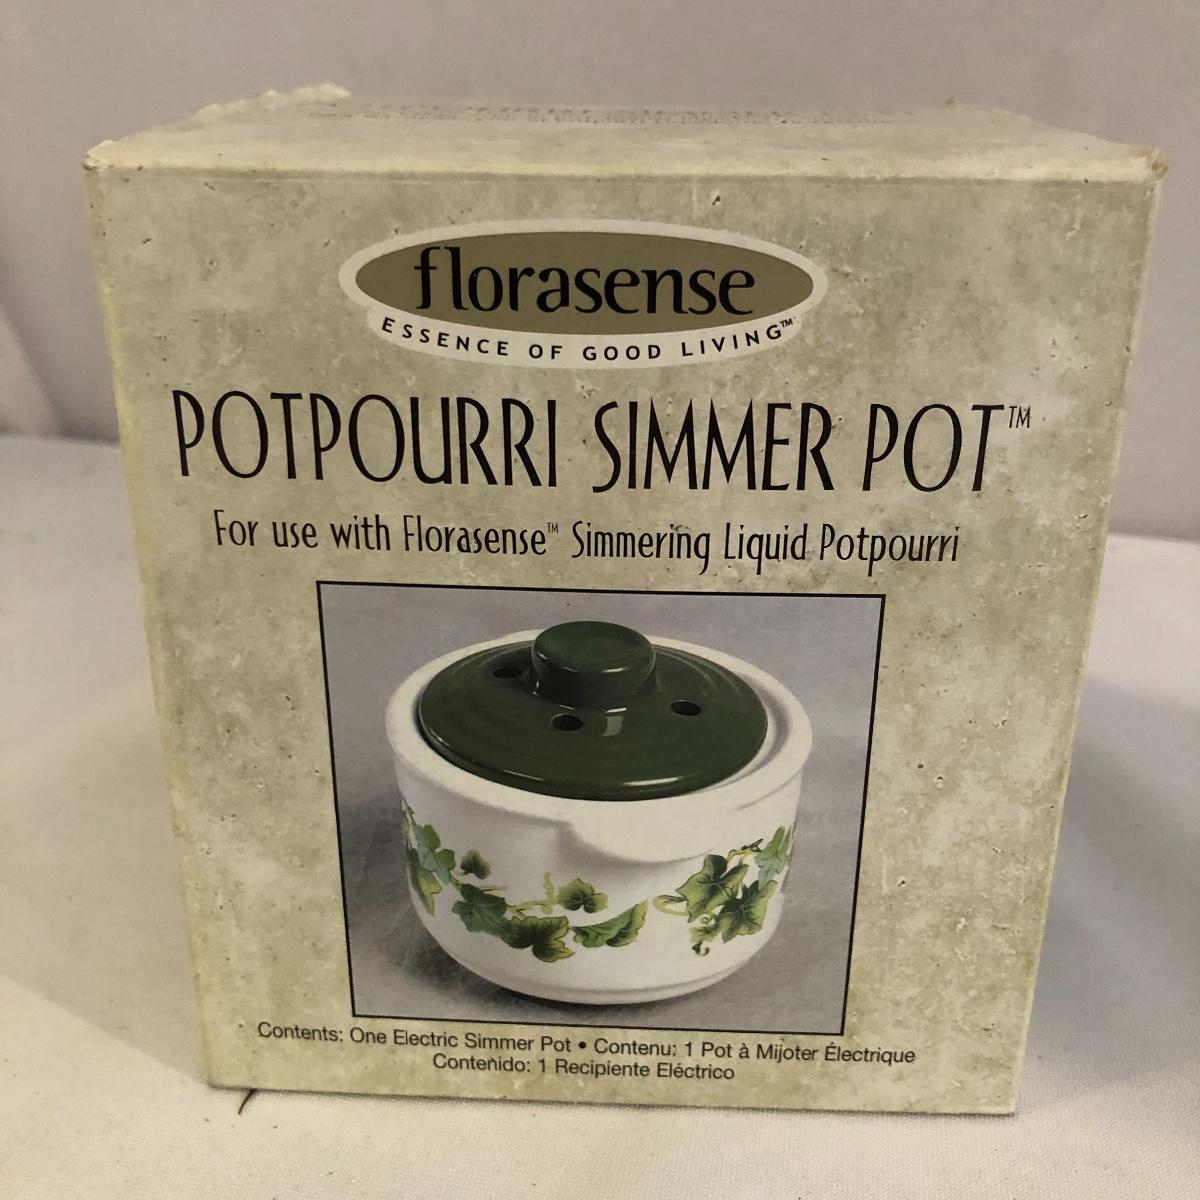 florasense
ESSENCE OF GOOD LIVING™
POTPOURRI SIMMER POT™
For use with Florasense™ Simmering Liquid Potpourri
Contents: One Electric Simmer Pot • Contenu: 1 Pot à Mijoter Électrique
Contenido: 1 Recipiente Eléctrico